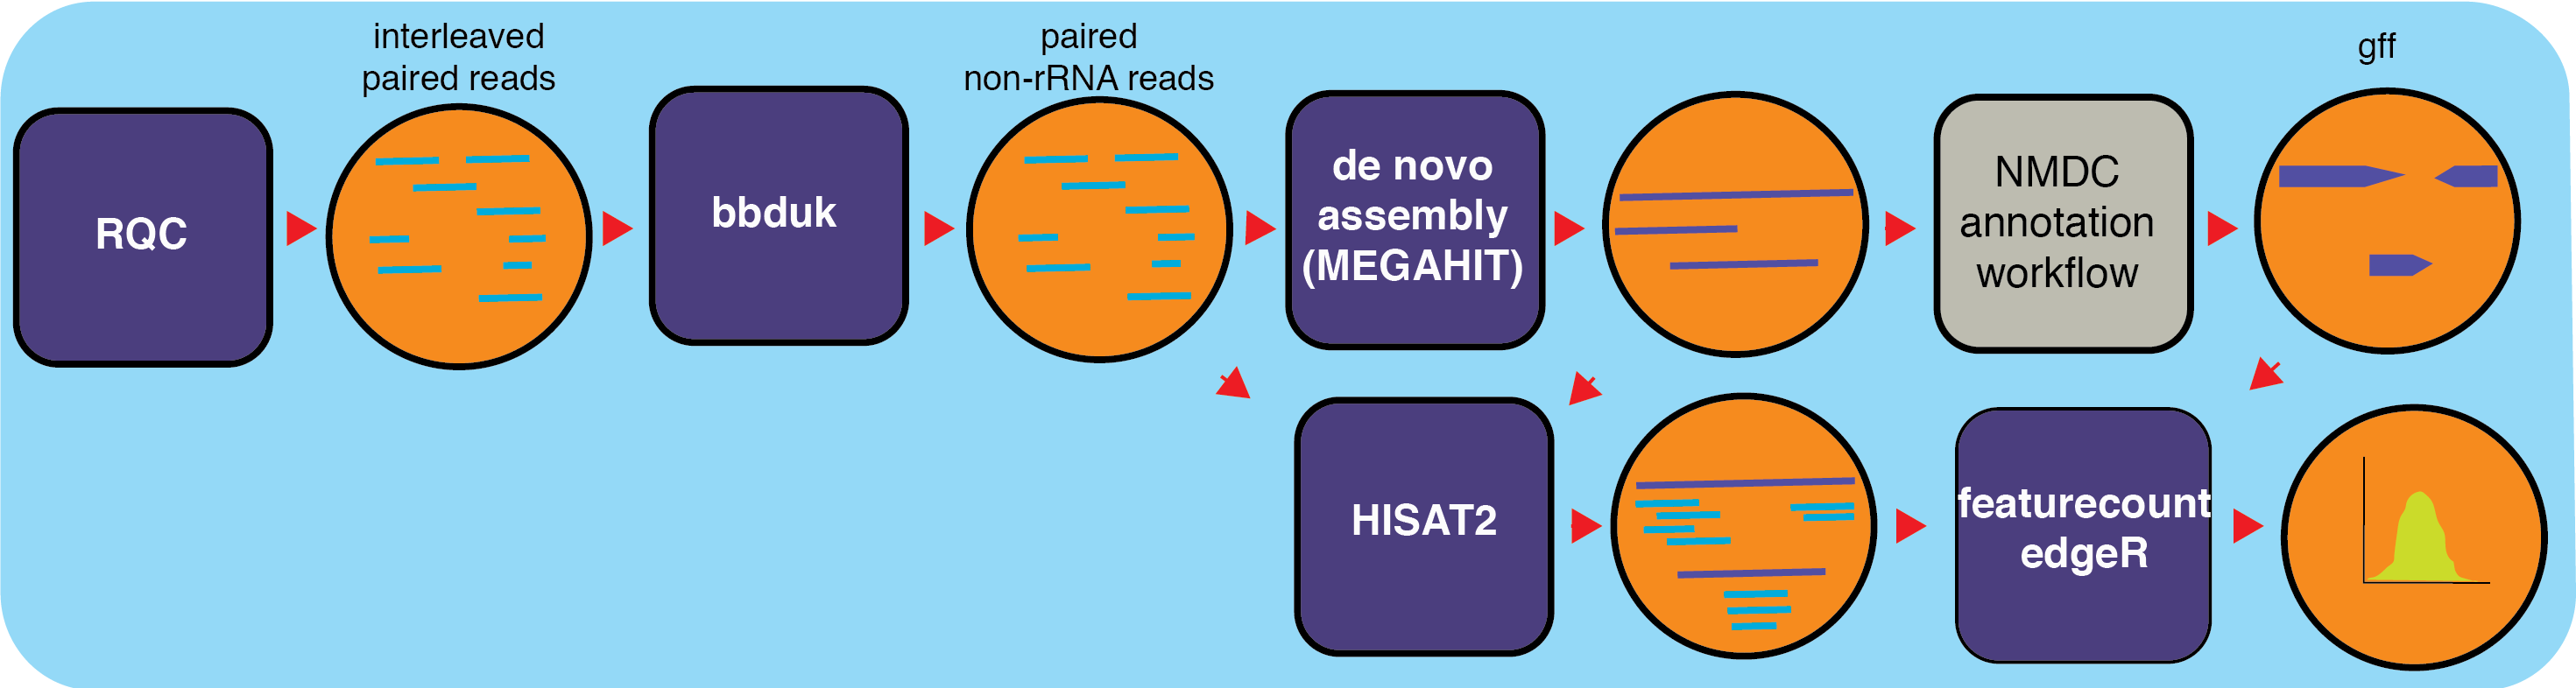 interleaved
paired reads
paired
non-rRNA reads
gff
RQC
bbduk
de novo
assembly
(MEGAHIT)
NMDC
annotation
workflow
HISAT2
featurecount
edgeR